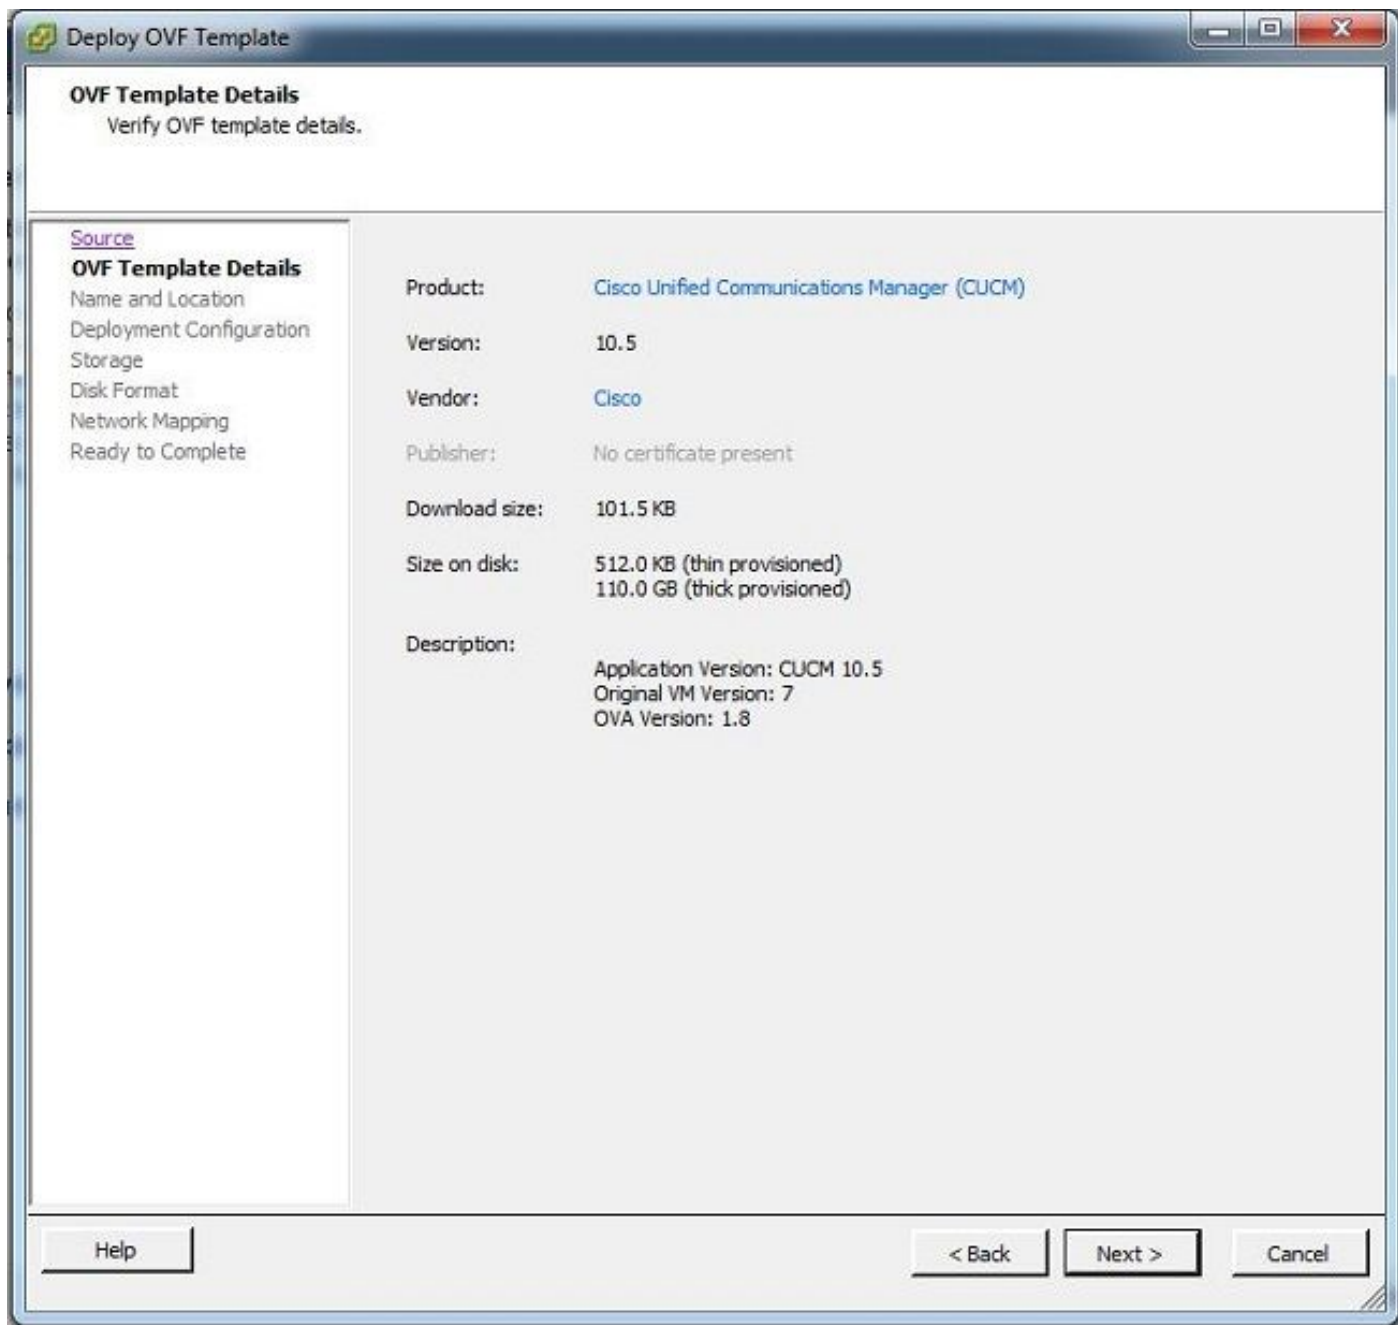 Deploy OVF Template
OVF Template Details
Verify OVF template details.
Source
OVF Template Details
Name and Location
Deployment Configuration
Storage
Disk Format
Network Mapping
Ready to Complete
Product: Cisco Unified Communications Manager (CUCM)
Version: 10.5
Vendor: Cisco
Publisher: No certificate present
Download size: 101.5 KB
Size on disk: 512.0 KB (thin provisioned)
110.0 GB (thick provisioned)
Description:
Application Version: CUCM 10.5
Original VM Version: 7
OVA Version: 1.8
Help
< Back
Next >
Cancel